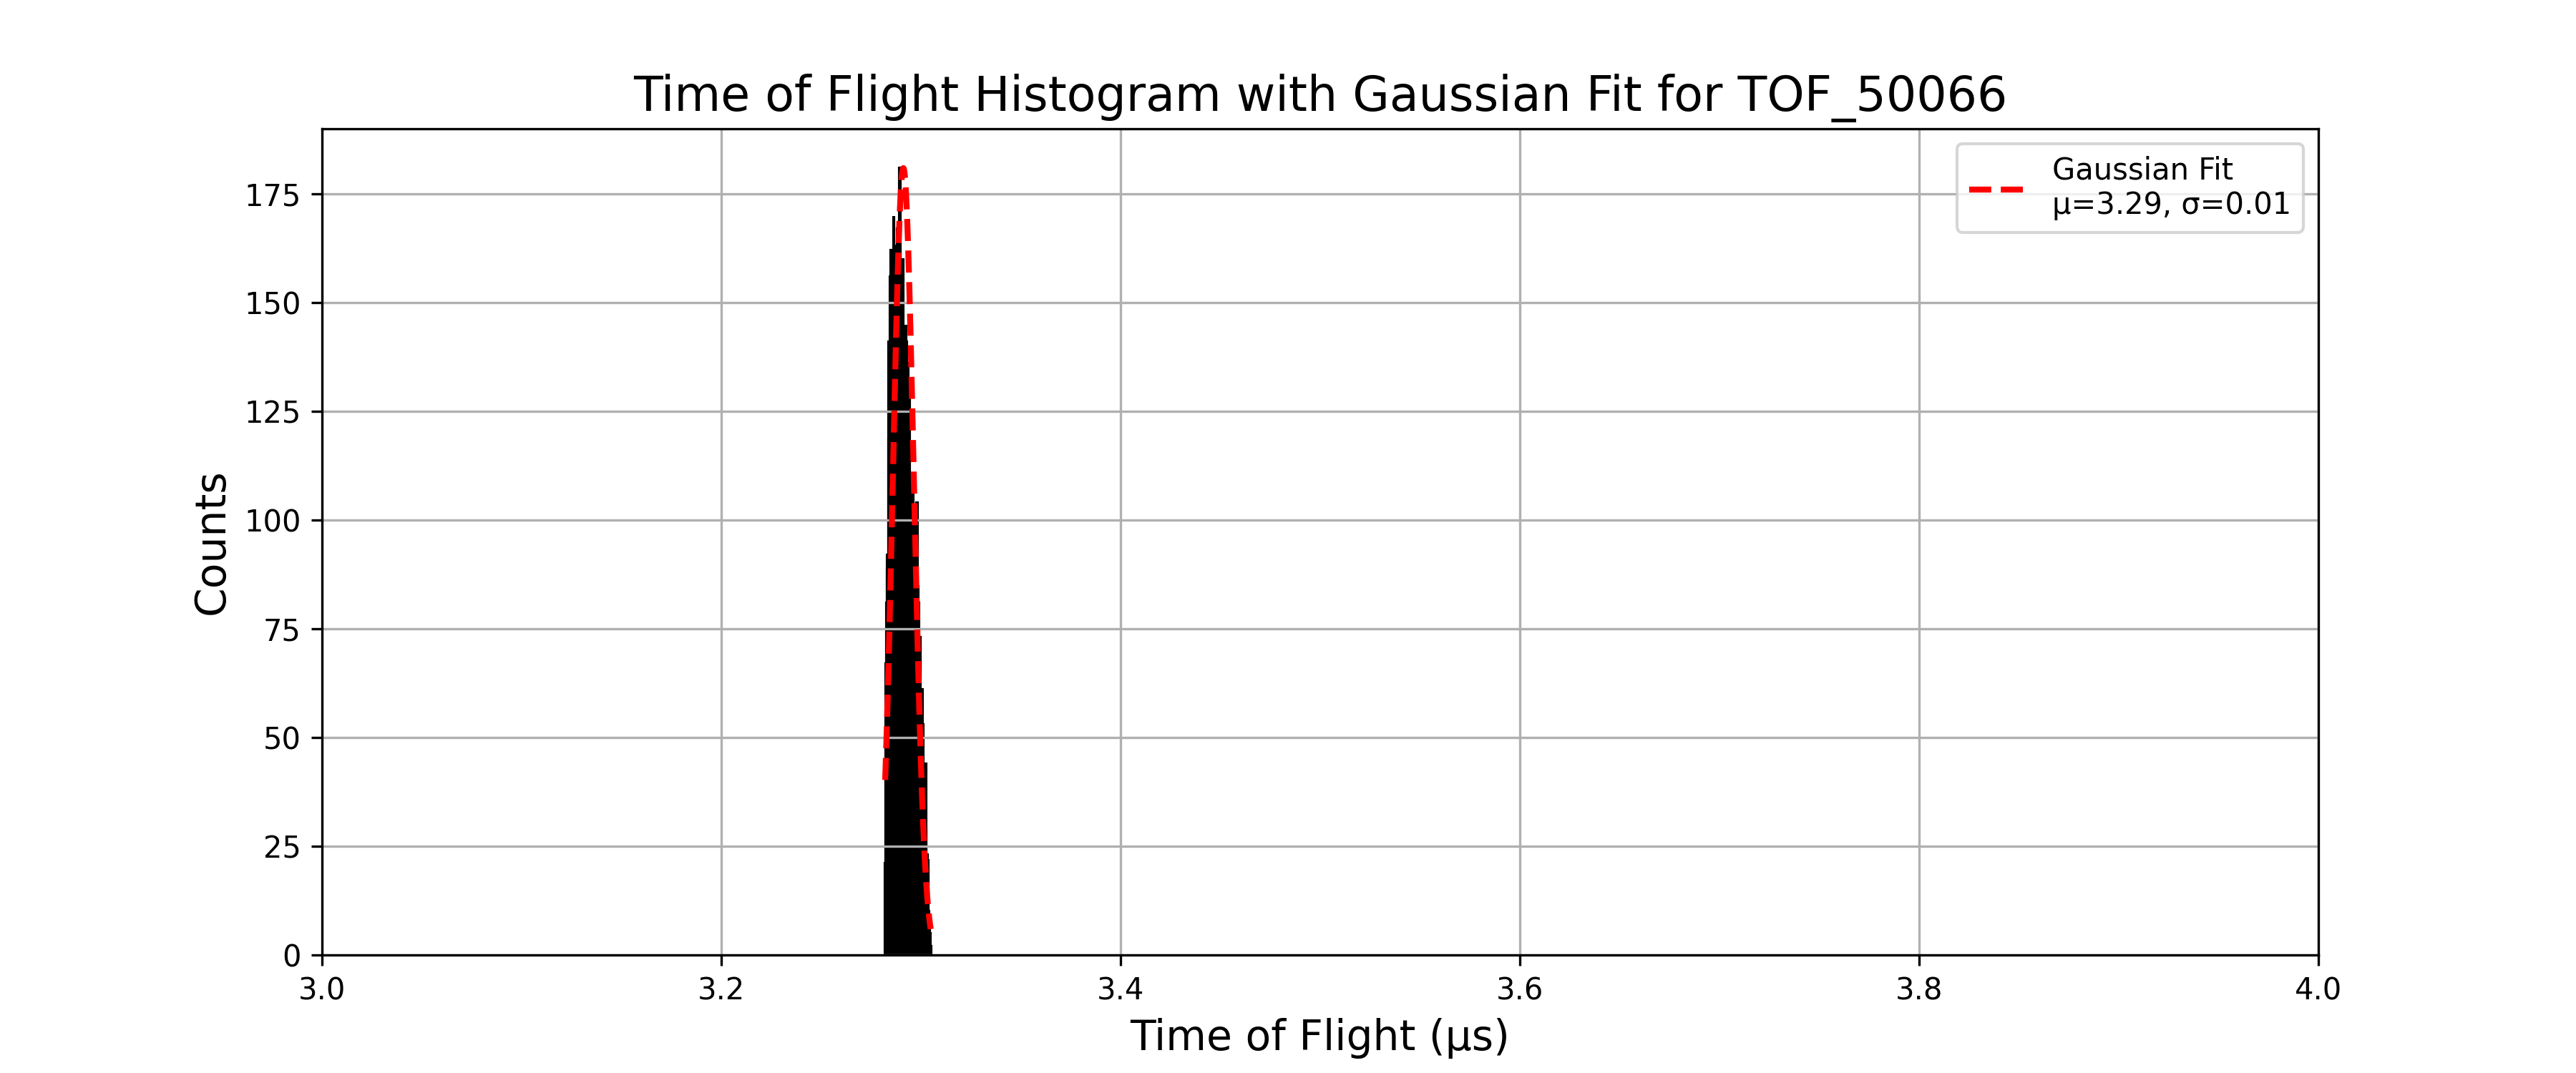 Time of Flight Histogram with Gaussian Fit for TOF_50066
Gaussian Fit
μ=3.29, σ=0.01
175
150
125
100
75
50
25
0
Counts
3.0 3.2 3.4 3.6 3.8 4.0
Time of Flight (μs)